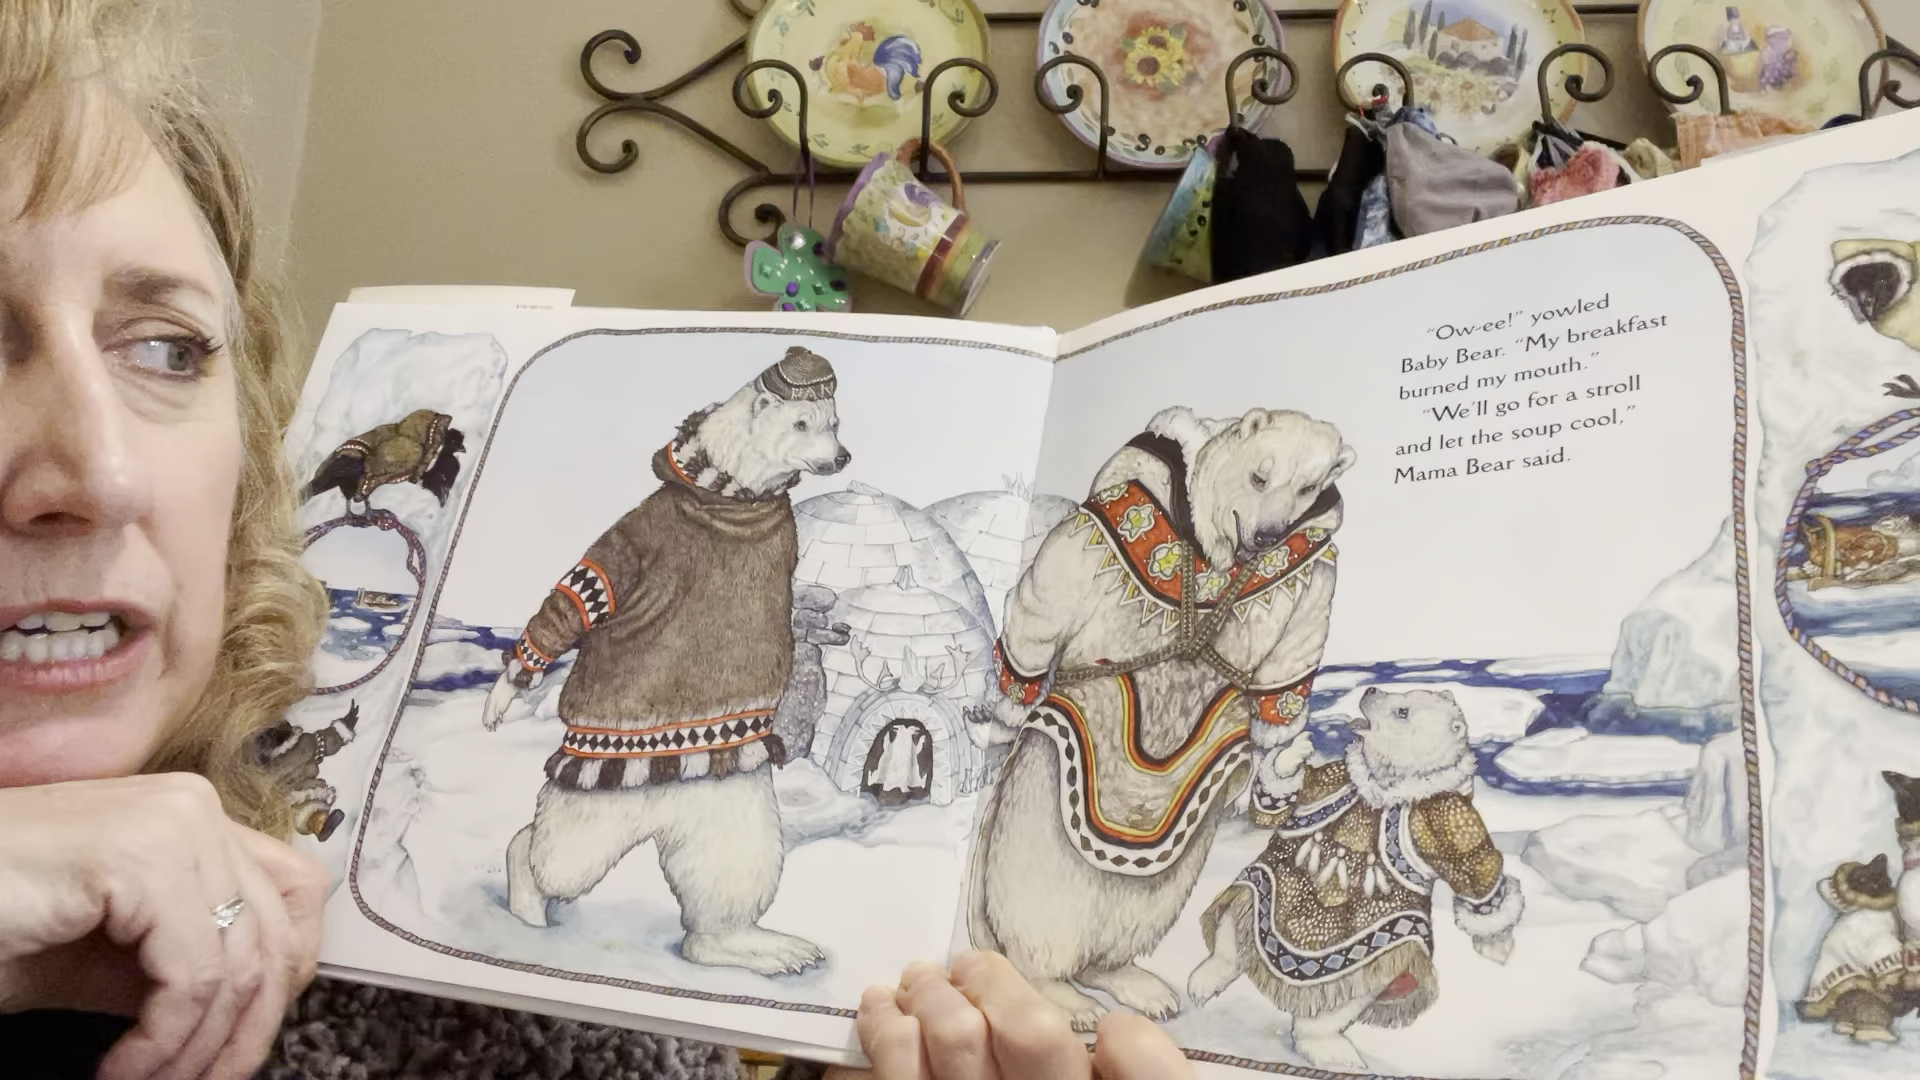 "Ow-ee!" yowled
Baby Bear. "My breakfast
burned my mouth."
"We'll go for a stroll
and let the soup cool,"
Mama Bear said.